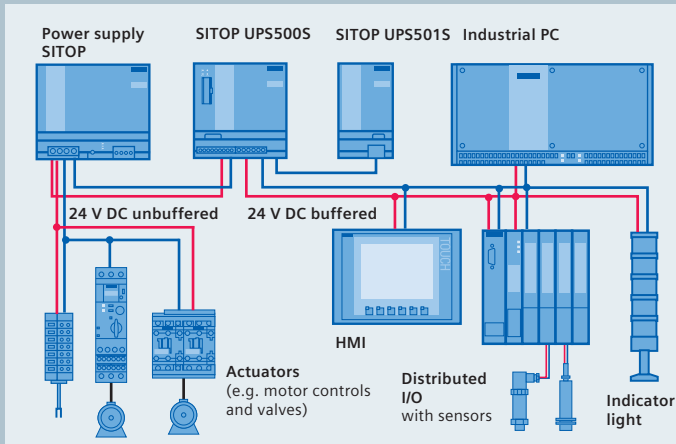 Power supply
SITOP
SITOP UPS500S
SITOP UPS501S
Industrial PC
24 V DC unbuffered
24 V DC buffered
TOUCH
HMI
Actuators
(e.g. motor controls
and valves)
Distributed
I/O
with sensors
Indicator
light